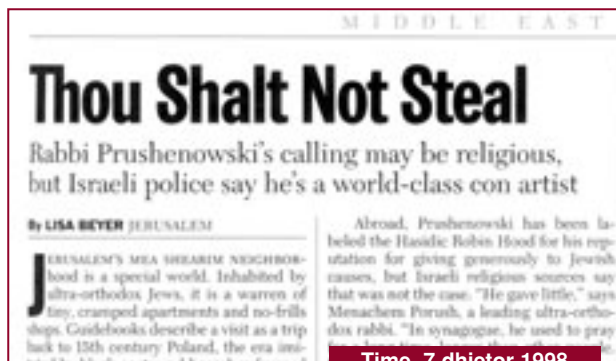 MIDDLE EAST
Thou Shalt Not Steal
Rabbi Prushenowski's calling may be religious,
but Israeli police say he's a world-class con artist
By LISA BEYER JERUSALEM
JERUSALEM'S MEA SHEARIM NEIGHBOR-
hood is a special world. Inhabited by
ultra-orthodox Jews, it is a warren of
tiny, cramped apartments and no-frills
shops. Guidebooks describe a visit as a trip
back to 15th century Poland, the era imi-
Abroad, Prushenowski has been la-
beled the Hasidic Robin Hood for his rep-
utation for giving generously to Jewish
causes, but Israeli religious sources say
that was not the case. "He gave little," says
Menachem Porush, a leading ultra-ortho-
dox rabbi. "In synagogue, he used to pray
Time, 7 dhjetor 1998